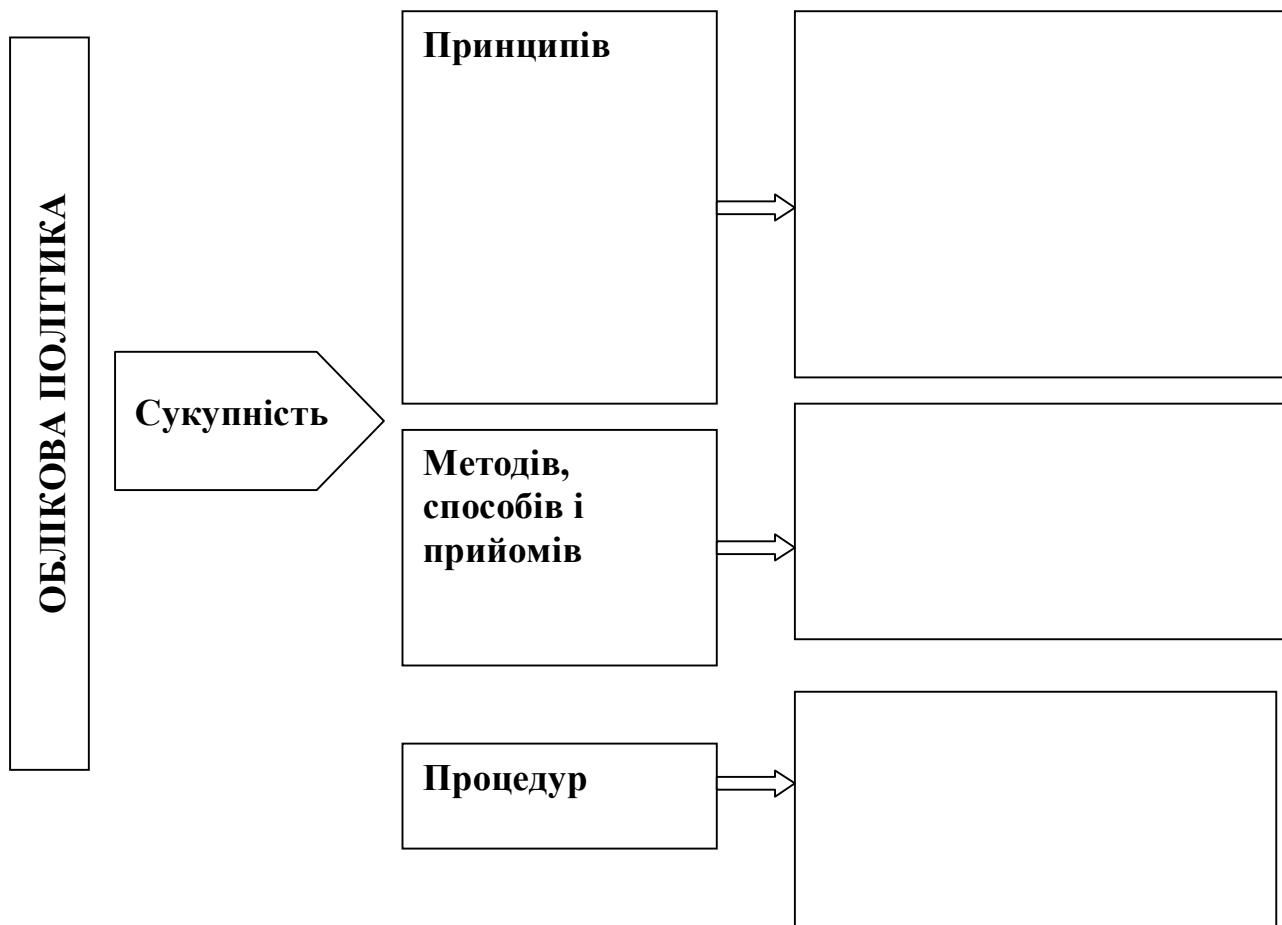 ОБЛІКОВА ПОЛІТИКА
Сукупність
Принципів
Методів,
способів і
прийомів
Процедур